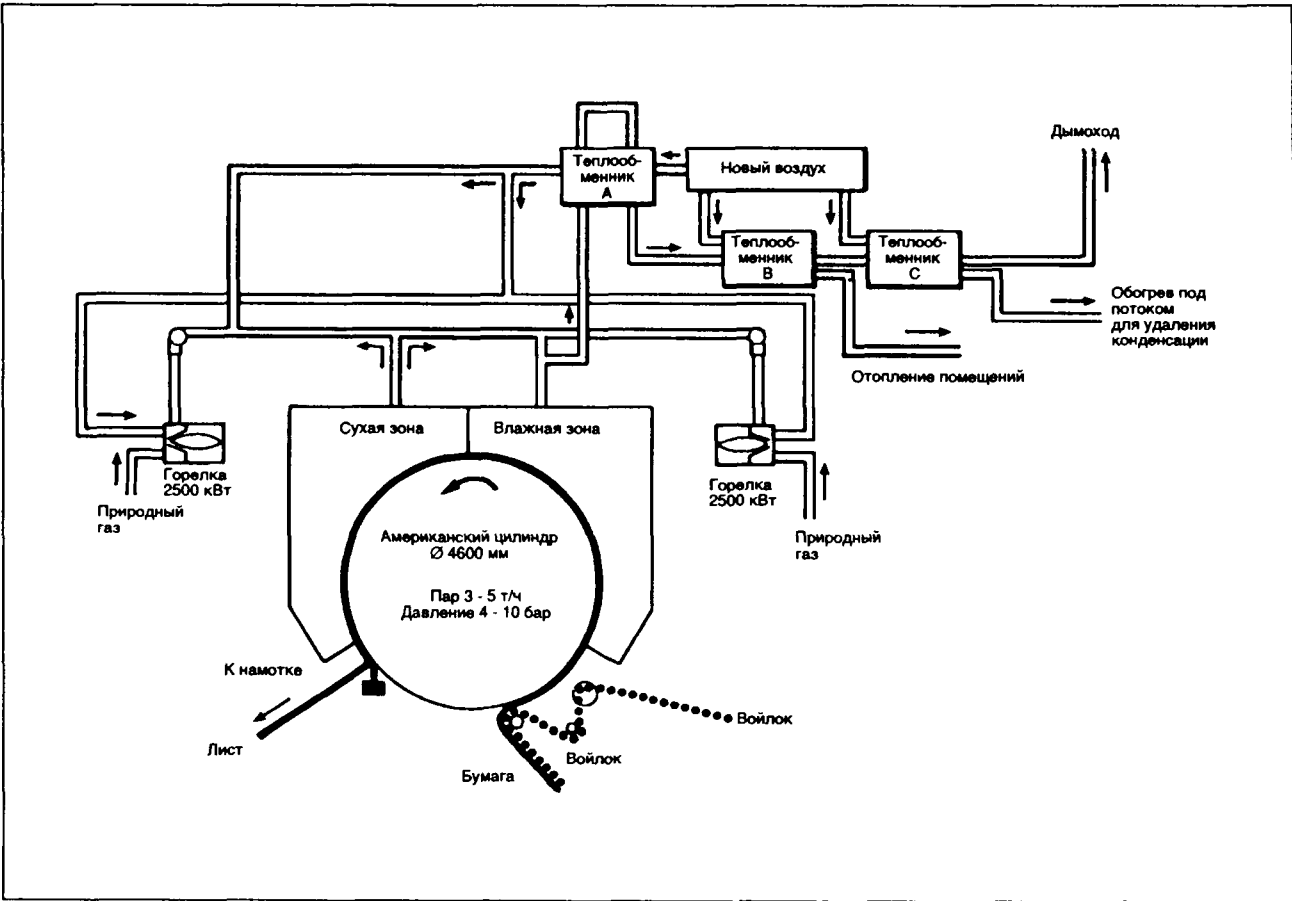 Дымоход
Теплооб-
менник
A
Новый воздух
Теплооб-
менник
B
Теплооб-
менник
C
Обогрев под
потоком
для удаления
конденсации
Отопление помещений
Сухая зона
Влажная зона
Горелка
2500 кВт
Природный
газ
Горелка
2500 кВт
Природный
газ
Американский цилиндр
Ø 4600 мм
Пар 3 - 5 т/ч
Давление 4 - 10 бар
К намотке
Лист
Войлок
Войлок
Бумага